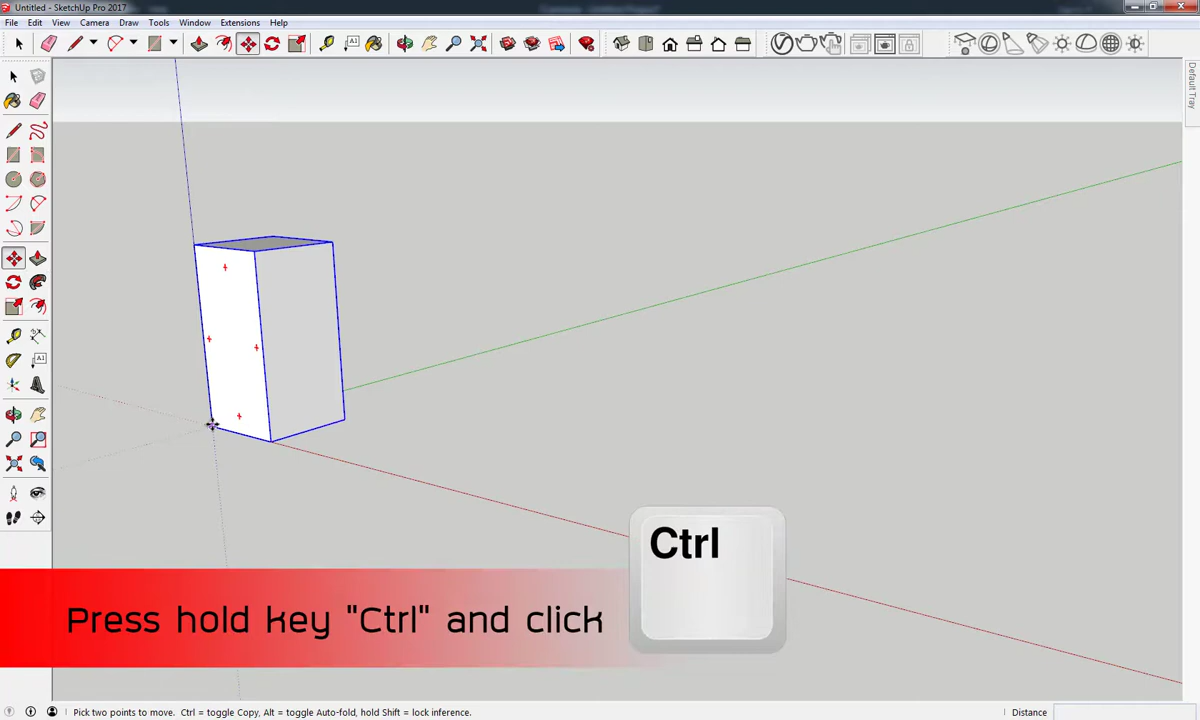 Untitled - SketchUp Pro 2017
File Edit View Camera Draw Tools Window Extensions Help
A1
Default Tray
A1
Ctrl
Press hold key "Ctrl" and click
Pick two points to move. Ctrl = toggle Copy, Alt = toggle Auto-fold, hold Shift = lock inference.
Distance